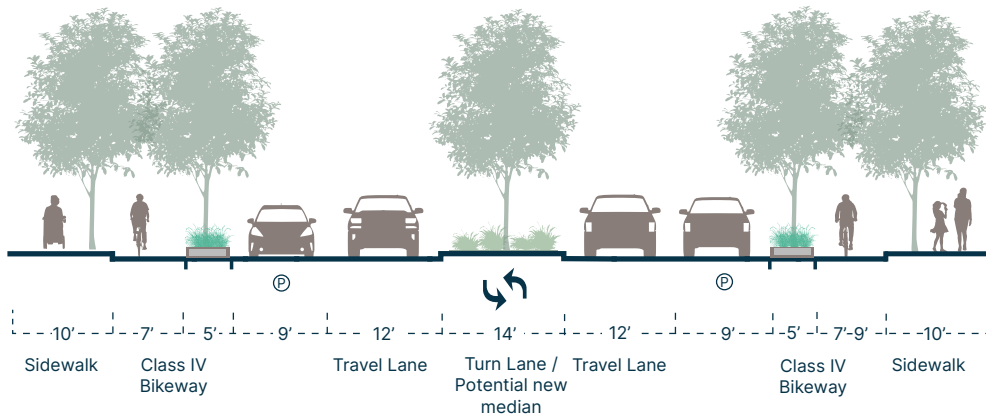 P P
10’ 7’ 5’ 9’ 12’ 14’ 12’ 9’ 5’ 7’-9’ 10’
Sidewalk Class IV Travel Lane Turn Lane / Travel Lane Class IV Sidewalk
Bikeway Potential new Bikeway
median